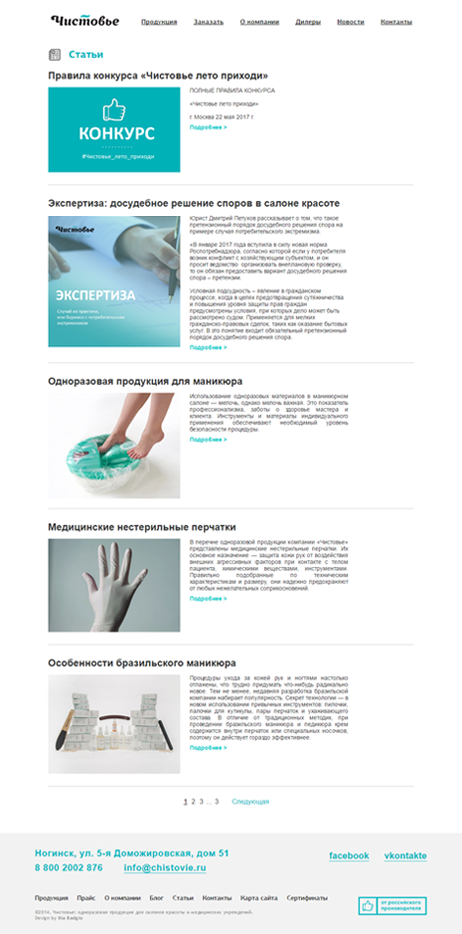 Чистовье
Продукция Заказать О компании Дилеры Новости Контакты
Статьи
Правила конкурса «Чистовье лето приходи»
КОНКУРС
#Чистовье_лето_приходи
ПОЛНЫЕ ПРАВИЛА КОНКУРСА
«Чистовье лето приходи»
г. Москва 22 мая 2017 г.
Подробнее >
Экспертиза: досудебное решение споров в салоне красоте
Чистовье
ЭКСПЕРТИЗА
Случай из практики,
или боремся с потребительским
экстремизмом
Юрист Дмитрий Петухов рассказывает о том, что такое
претензионный порядок досудебного решения спора на
примере случая потребительского экстремизма.
«В январе 2017 года вступила в силу новая норма
Роспотребнадзора, согласно которой если у потребителя
возник конфликт с хозяйствующим субъектом, и он
просит ведомство организовать внеплановую проверку,
то он обязан предоставить вариант досудебного решения
спора – претензию.
Условная подсудность – явление в гражданском
процессе, когда в целях предотвращения сутяжничества
и повышения уровня защиты прав граждан
предусмотрены условия, при которых дело может быть
рассмотрено судом. Применяется для мелких
гражданско-правовых сделок, таких как оказание бытовых
услуг. В это понятие входит обязательный претензионный
порядок досудебного решения спора.
Подробнее >
Одноразовая продукция для маникюра
Использование одноразовых материалов в маникюрном
салоне — мелочь, однако мелочь важная. Это показатель
профессионализма, заботы о здоровье мастера и
клиента. Инструменты и материалы индивидуального
применения обеспечивают необходимый уровень
безопасности процедуры.
Подробнее >
Медицинские нестерильные перчатки
В перечне одноразовой продукции компании «Чистовье»
представлены медицинские нестерильные перчатки. Их
основное назначение — защита кожи рук от воздействия
внешних агрессивных факторов при контакте с телом
пациента, химическими веществами, инструментами.
Правильно подобранные по техническим
характеристикам и размеру, они надежно предохраняют
от любых нежелательных соприкосновений.
Подробнее >
Особенности бразильского маникюра
Процедуры ухода за кожей рук и ногтями настолько
отлажены, что трудно придумать что-нибудь радикально
новое. Тем не менее, недавняя разработка бразильской
компании набирает популярность. Секрет технологии — в
новом использовании привычных инструментов: пилочки,
палочки для кутикулы, пары перчаток и ухаживающего
состава. В отличие от традиционных методик, при
проведении бразильского маникюра и педикюра крем
содержится внутри перчаток или специальных носочков,
поэтому он действует гораздо эффективнее.
Подробнее >
1 2 3 ... 3 Следующая
Ногинск, ул. 5-я Доможировская, дом 51
8 800 2002 876 info@chistovie.ru
facebook vkontakte
Продукция Прайс О компании Блог Статьи Контакты Карта сайта Сертификаты
©2014, Чистовье: одноразовая продукция для салонов красоты и медицинских учреждений.
Design by
от российского
производителя